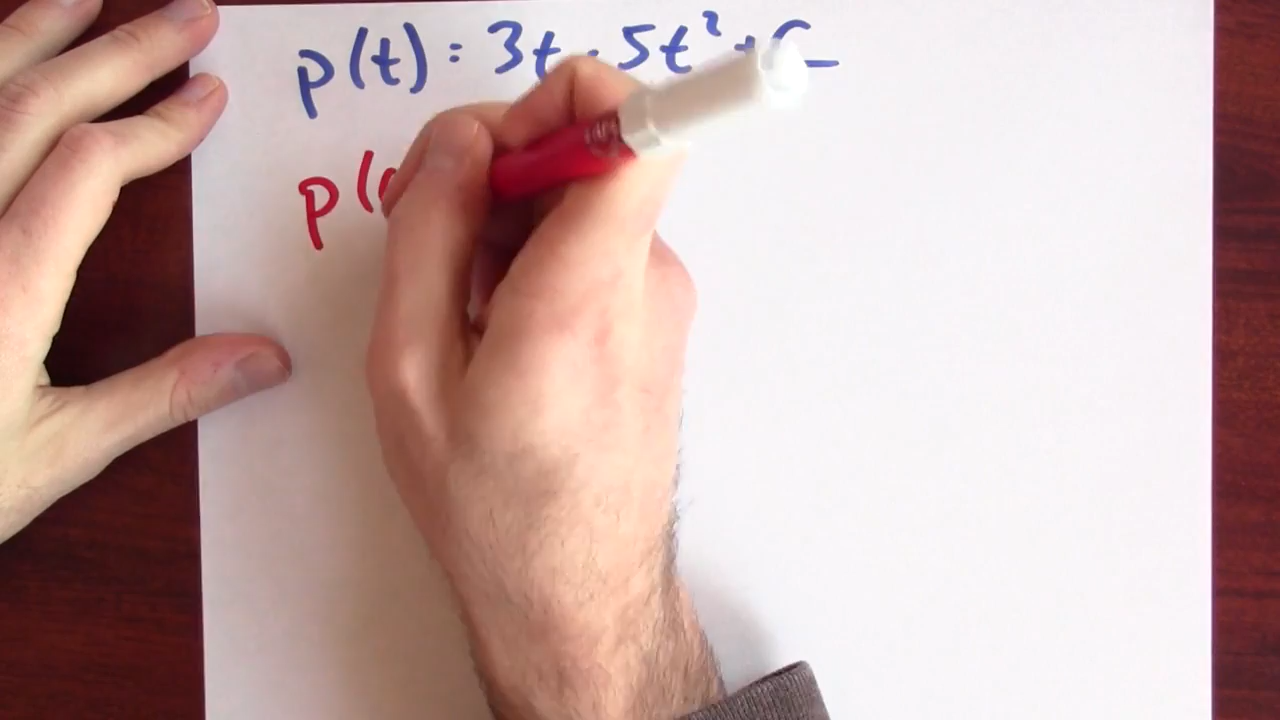 p(t) = 3t - 5t² +
p(